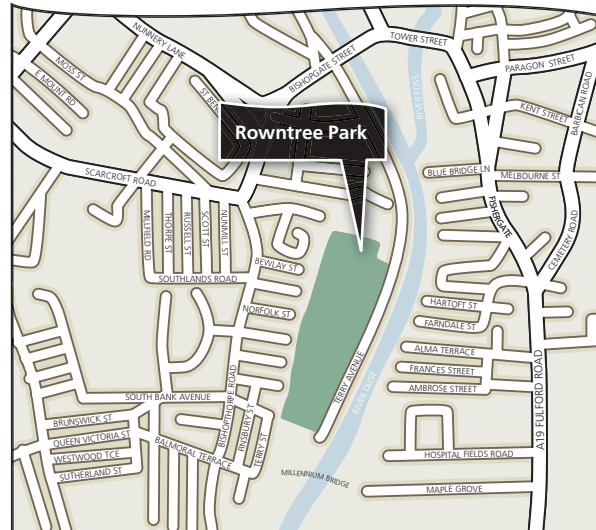 NUNNERY LANE
TOWER STREET
BISHOPGATE STREET
MOSS ST
E MOUNT RD
PARAGON STREET
RIVER FOSS
BARBICAN ROAD
KENT STREET
Rowntree Park
SCARCROFT ROAD
BLUE BRIDGE LN
MELBOURNE ST
MILLFIELD RD
THORPE ST
RUSSELL ST
SCOTT ST
NUNMILL ST
FISHERGATE
CEMETERY ROAD
BEWLAY ST
SOUTHLANDS ROAD
NORFOLK ST
HARTOFT ST
FARNDALE ST
ALMA TERRACE
FRANCES STREET
AMBROSE STREET
TERRY AVENUE
RIVER OUSE
A19 FULFORD ROAD
SOUTH BANK AVENUE
BISHOPTHORPE ROAD
FINSBURY ST
TERRY ST
BRUNSWICK ST
QUEEN VICTORIA ST
WESTWOOD TCE
SUTHERLAND ST
BALMORAL TERRACE
HOSPITAL FIELDS ROAD
MILLENNIUM BRIDGE
MAPLE GROVE